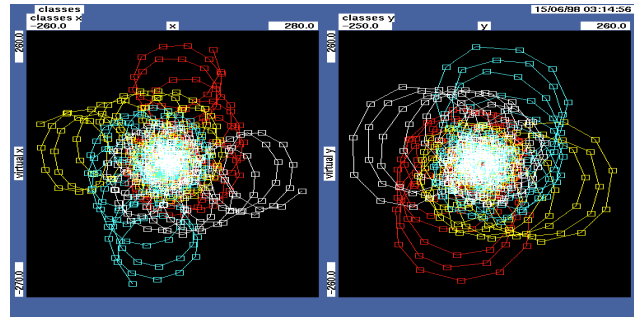 classes
15/06/98 03:14:56
classes x
classes y
-260.0
x
280.0
-250.0
y
260.0
260.0
virtual x
-270.0
260.0
virtual y
-260.0